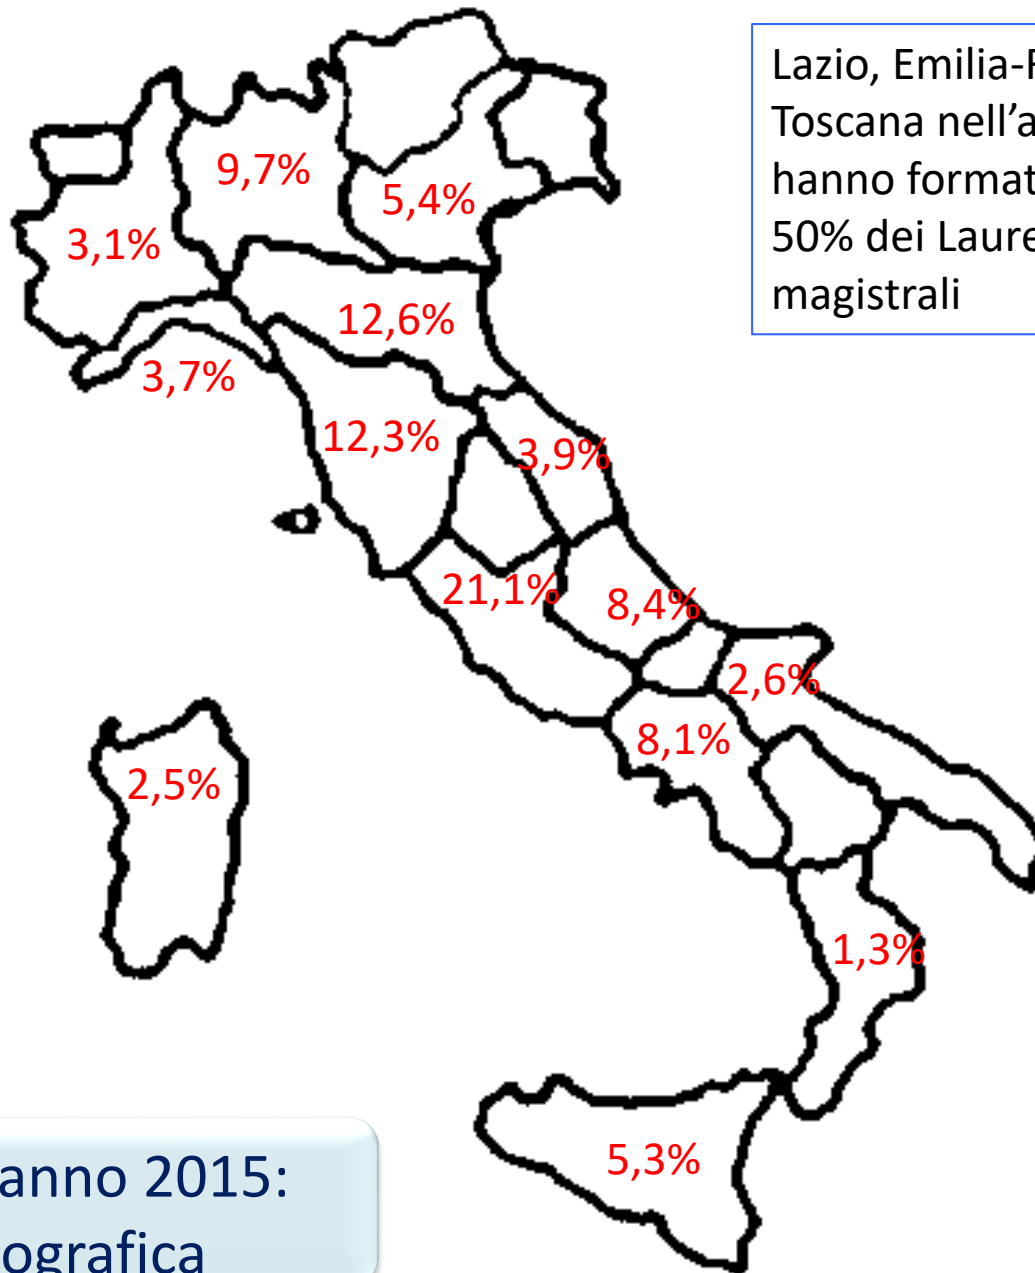 Lazio, Emilia-R
Toscana nell’a
hanno format
50% dei Laure
magistrali
9,7%
5,4%
3,1%
12,6%
3,7%
12,3%
3,9%
21,1%
8,4%
2,6%
8,1%
2,5%
1,3%
5,3%
anno 2015:
ografica